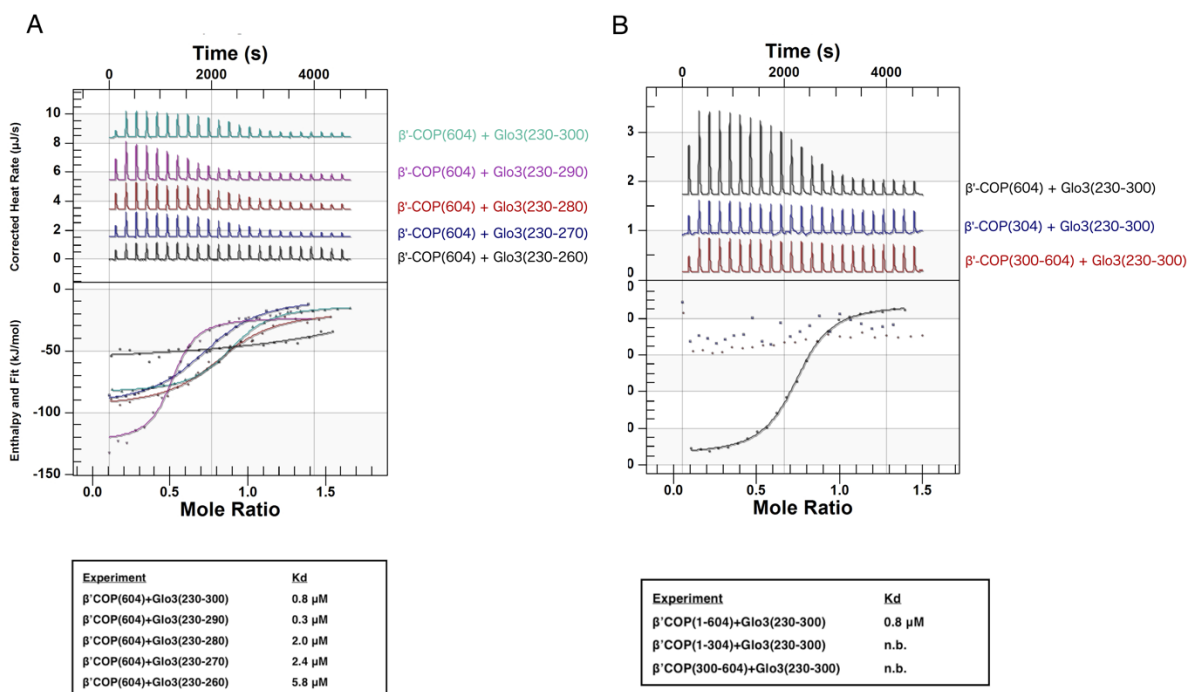 A
Time (s)
0 2000 4000
Corrected Heat Rate (µJ/s)
10
8
6
4
2
0
β'-COP(604) + Glo3(230-300)
β'-COP(604) + Glo3(230-290)
β'-COP(604) + Glo3(230-280)
β'-COP(604) + Glo3(230-270)
β'-COP(604) + Glo3(230-260)
Enthalpy and Fit (kJ/mol)
0
-50
-100
-150
0.0 0.5 1.0 1.5
Mole Ratio
Experiment Kd
β'COP(604)+Glo3(230-300) 0.8 µM
β'COP(604)+Glo3(230-290) 0.3 µM
β'COP(604)+Glo3(230-280) 2.0 µM
β'COP(604)+Glo3(230-270) 2.4 µM
β'COP(604)+Glo3(230-260) 5.8 µM
B
Time (s)
0 2000 4000
3
2
1
0
β'-COP(604) + Glo3(230-300)
β'-COP(304) + Glo3(230-300)
β'-COP(300-604) + Glo3(230-300)
0
0
0
0
0
0.0 0.5 1.0 1.5
Mole Ratio
Experiment Kd
β'COP(1-604)+Glo3(230-300) 0.8 µM
β'COP(1-304)+Glo3(230-300) n.b.
β'COP(300-604)+Glo3(230-300) n.b.